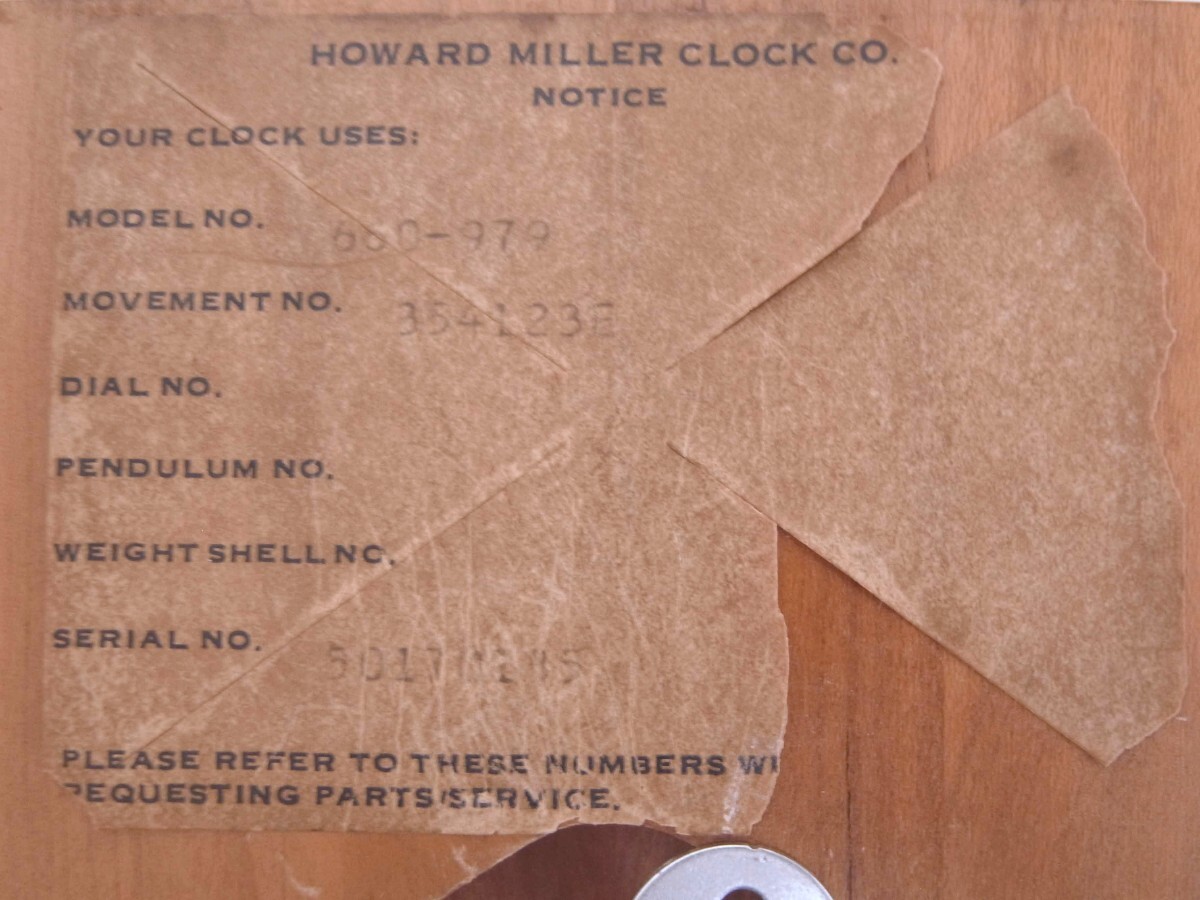 HOWARD MILLER CLOCK CO.
NOTICE
YOUR CLOCK USES:
MODEL NO.
MOVEMENT NO. 354123E
DIAL NO.
PENDULUM NO.
WEIGHT SHELL NO.
SERIAL NO.
PLEASE REFER TO THESE NUMBERS
REQUESTING PARTS/SERVICE.